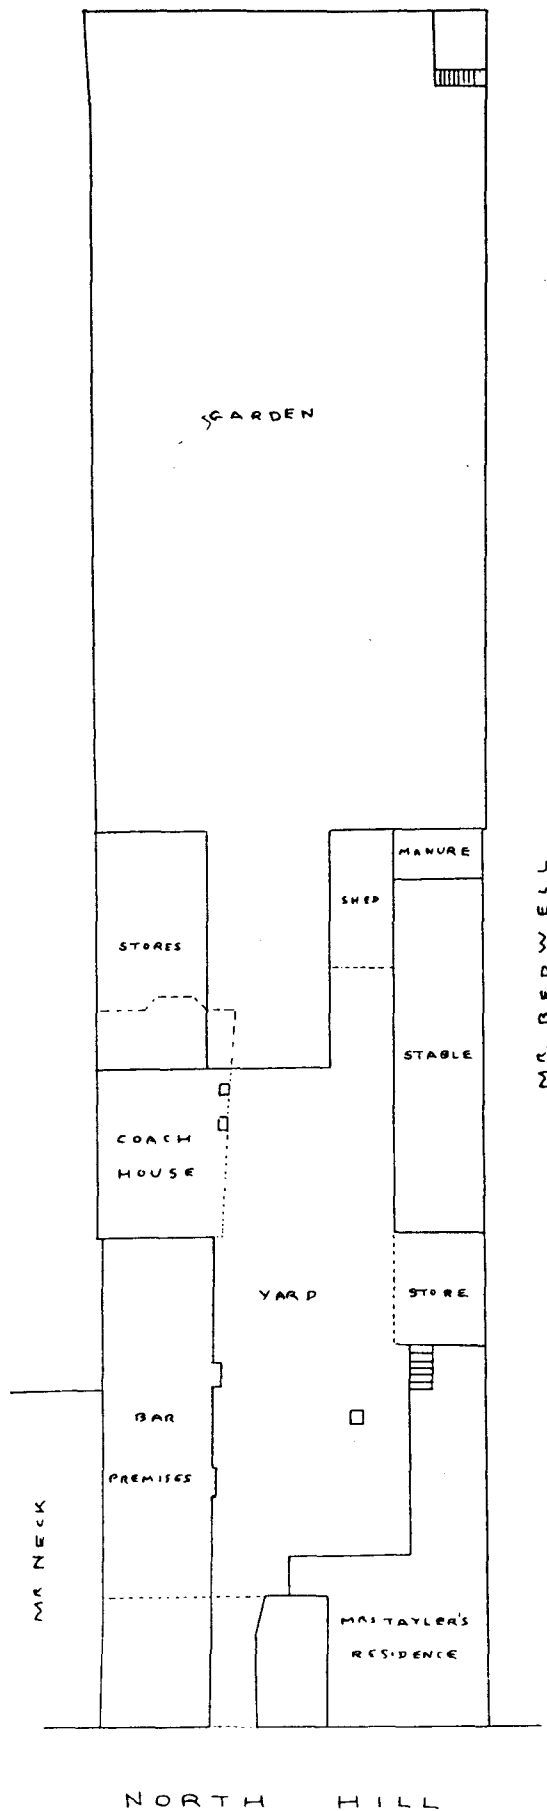 GARDEN
MANURE
SHED
STORES
MR. BEDWELL
STABLE
COACH
HOUSE
YARD
STORE
BAR
PREMISES
MR NECK
MRS TAYLER'S
RESIDENCE
NORTH HILL